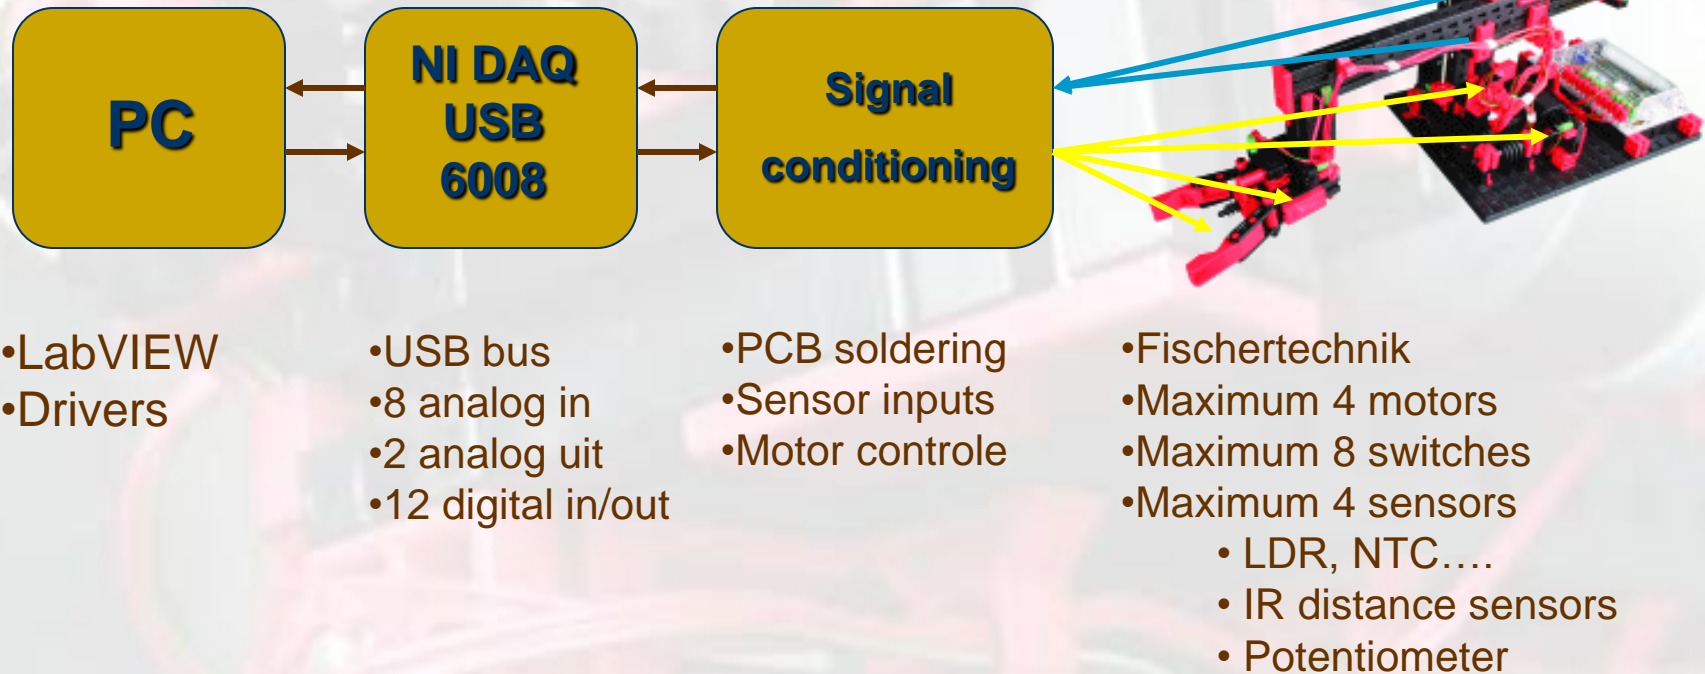 PC
NI DAQ
USB
6008
Signal
conditioning
•LabVIEW
•Drivers
•USB bus
•8 analog in
•2 analog uit
•12 digital in/out
•PCB soldering
•Sensor inputs
•Motor controle
•Fischertechnik
•Maximum 4 motors
•Maximum 8 switches
•Maximum 4 sensors
• LDR, NTC….
• IR distance sensors
• Potentiometer